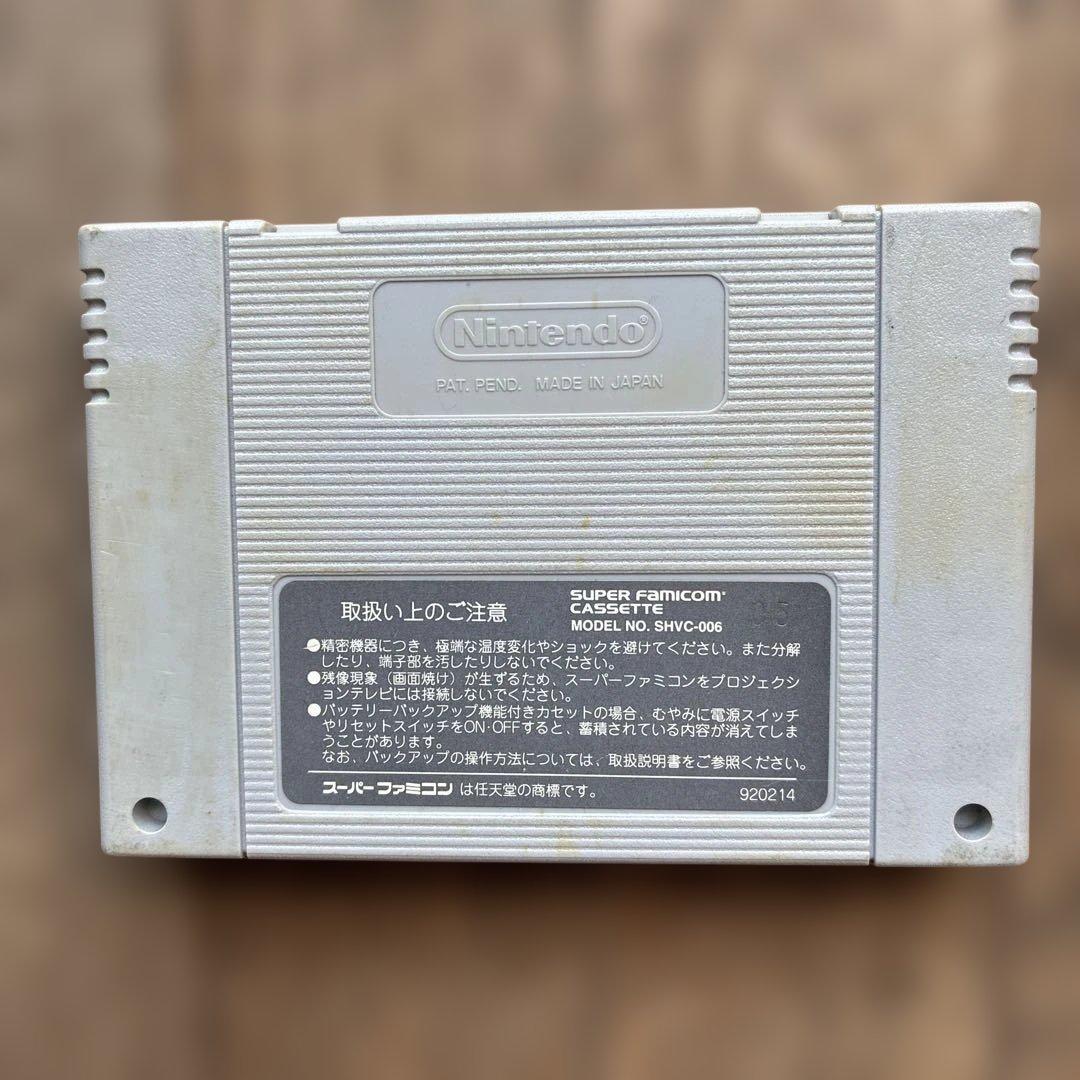 Nintendo®
PAT. PEND. MADE IN JAPAN
取扱い上のご注意
SUPER FAMICOM®
CASSETTE
MODEL NO. SHVC-006
●精密機器につき、極端な温度変化やショックを避けてください。また分解
したり、端子部を汚したりしないでください。
●残像現象（画面焼け）が生ずるため、スーパーファミコンをプロジェクシ
ョンテレビには接続しないでください。
●バッテリーバックアップ機能付きカセットの場合、むやみに電源スイッチ
やリセットスイッチをON・OFFすると、蓄積されている内容が消えてしま
うことがあります。
なお、バックアップの操作方法については、取扱説明書をご参照ください。
スーパーファミコン は任天堂の商標です。
920214